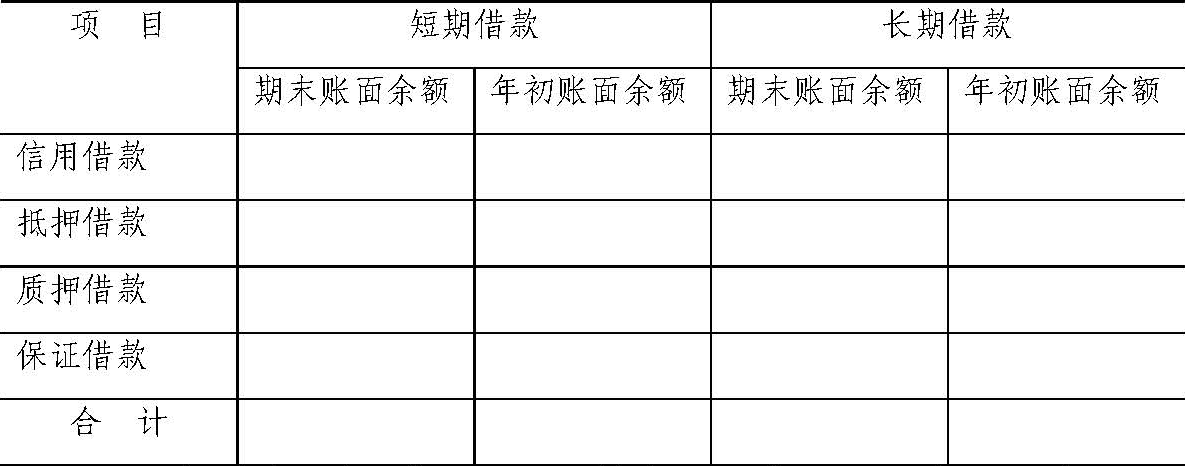 项 目 短期借款 长期借款
期末账面余额 年初账面余额 期末账面余额 年初账面余额
信用借款
抵押借款
质押借款
保证借款
合 计